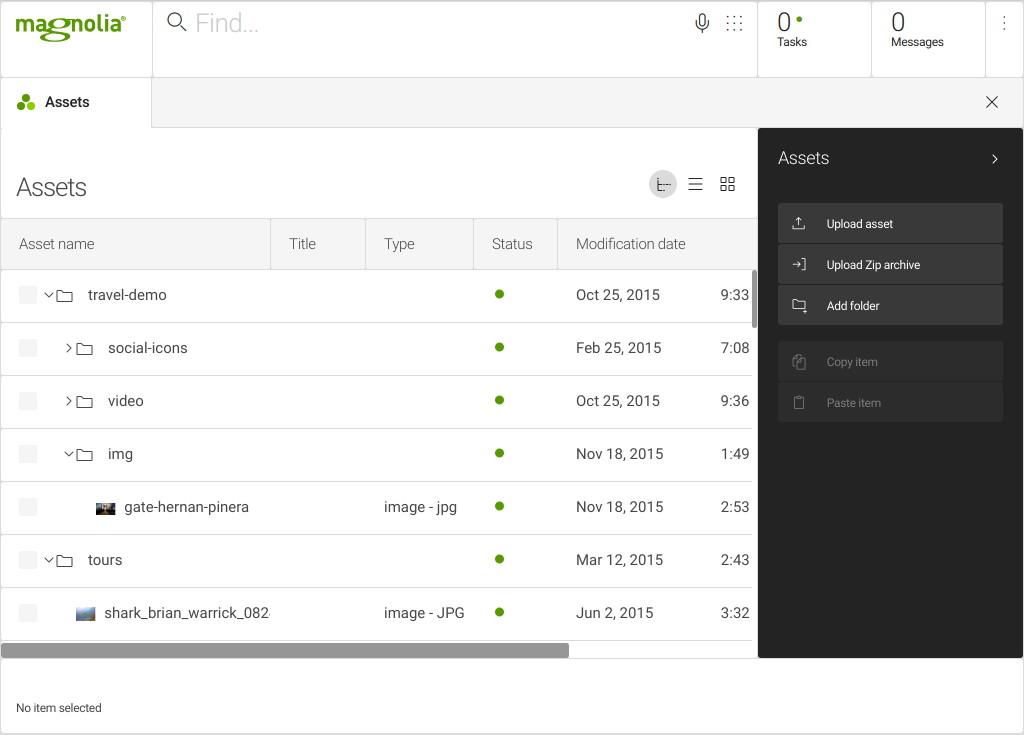 magnolia®
Find...
0
Tasks
0
Messages
Assets
Assets
Asset name Title Type Status Modification date
travel-demo Oct 25, 2015 9:33
social-icons Feb 25, 2015 7:08
video Oct 25, 2015 9:36
img Nov 18, 2015 1:49
gate-hernan-pinera image - jpg Nov 18, 2015 2:53
tours Mar 12, 2015 2:43
shark_brian_warrick_082 image - JPG Jun 2, 2015 3:32
Assets
Upload asset
Upload Zip archive
Add folder
Copy item
Paste item
No item selected